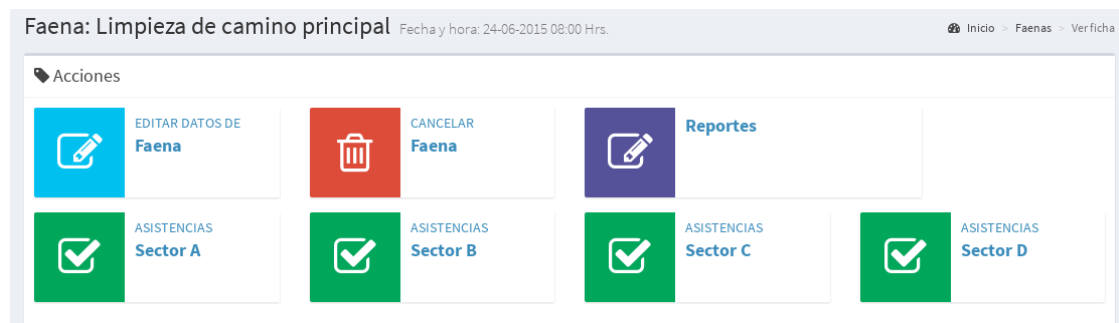 Faena: Limpieza de camino principal Fecha y hora: 24-06-2015 08:00 Hrs.
Inicio > Faenas > Ver ficha
Acciones
EDITAR DATOS DE
Faena
CANCELAR
Faena
Reportes
ASISTENCIAS
Sector A
ASISTENCIAS
Sector B
ASISTENCIAS
Sector C
ASISTENCIAS
Sector D